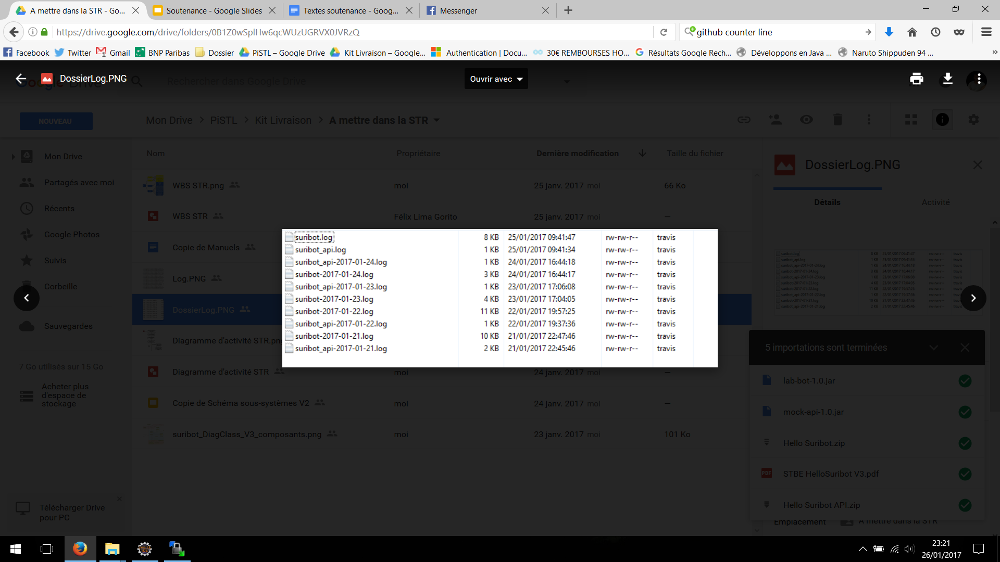 A mettre dans la STR - Go...
Soutenance - Google Slides
Textes soutenance - Goog...
Messenger
https://drive.google.com/drive/folders/0B1Z0wSplHw6qcWUzUGRVX0JVRzQ
github counter line
Facebook
Twitter
Gmail
BNP Paribas
Dossier
PiSTL – Google Drive
Kit Livraison – Google...
Authentication | Docu...
30€ REMBOURSES HO...
Résultats Google Rech...
Développons en Java ...
Naruto Shippuden 94 ...
DossierLog.PNG
Rechercher dans Google Drive
Ouvrir avec
NOUVEAU
Mon Drive > PiSTL > Kit Livraison > A mettre dans la STR
Nom Propriétaire Dernière modification Taille du fichier
Mon Drive
Partagés avec moi
Récents
Google Photos
Suivis
Corbeille
Sauvegardes
7 Go utilisés sur 15 Go
Acheter plus
d'espace de
stockage
Télécharger Drive
pour PC
WBS STR.png moi 25 janv. 2017 moi 66 Ko
WBS STR Félix Lima Gorito 25 janv. 2017 moi —
Copie de Manuels
Log.PNG
DossierLog.PNG
Diagramme d'activité STR.png
Diagramme d'activité STR moi 24 janv. 2017 moi —
Copie de Schéma sous-systèmes V2 moi 24 janv. 2017 moi —
suribot_DiagClass_V3_composants.png moi 23 janv. 2017 moi 101 Ko
suribot.log 8 KB 25/01/2017 09:41:47 rw-rw-r-- travis
suribot_api.log 1 KB 25/01/2017 09:41:34 rw-rw-r-- travis
suribot_api-2017-01-24.log 1 KB 24/01/2017 16:44:18 rw-rw-r-- travis
suribot-2017-01-24.log 3 KB 24/01/2017 16:44:17 rw-rw-r-- travis
suribot_api-2017-01-23.log 1 KB 23/01/2017 17:06:08 rw-rw-r-- travis
suribot-2017-01-23.log 4 KB 23/01/2017 17:04:05 rw-rw-r-- travis
suribot-2017-01-22.log 11 KB 22/01/2017 19:57:25 rw-rw-r-- travis
suribot_api-2017-01-22.log 1 KB 22/01/2017 19:37:36 rw-rw-r-- travis
suribot-2017-01-21.log 10 KB 21/01/2017 22:47:46 rw-rw-r-- travis
suribot_api-2017-01-21.log 2 KB 21/01/2017 22:45:46 rw-rw-r-- travis
DossierLog.PNG
Détails Activité
5 importations sont terminées
lab-bot-1.0.jar
mock-api-1.0.jar
Hello Suribot.zip
PDF STBE HelloSuribot V3.pdf
Hello Suribot API.zip
Emplacement A mettre dans la STR
23:21
26/01/2017